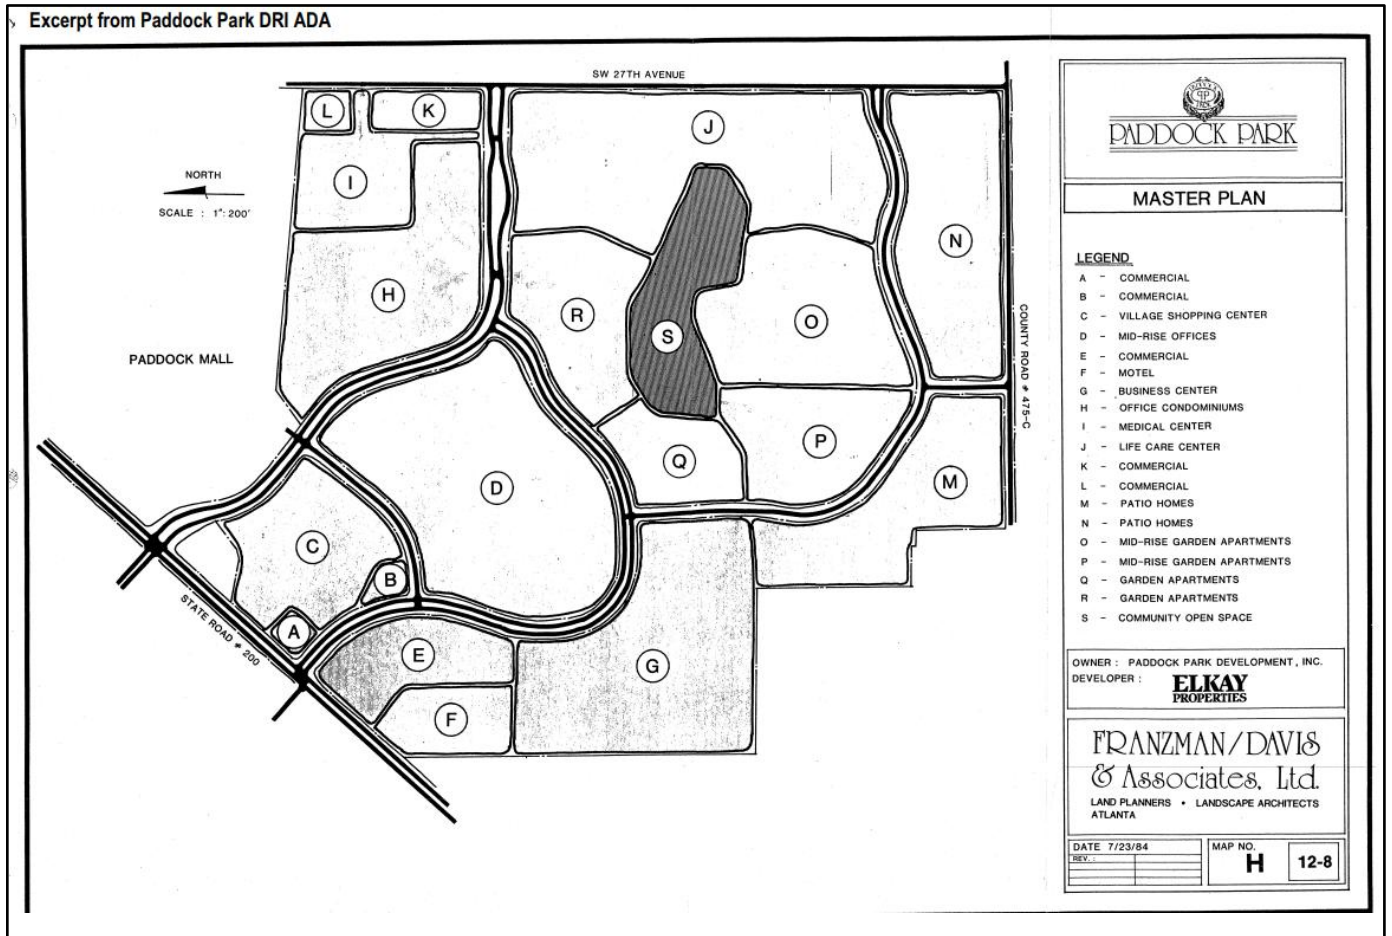 Excerpt from Paddock Park DRI ADA
SW 27TH AVENUE
L
K
J
NORTH
SCALE : 1": 200'
I
N
H
R
O
S
COUNTY ROAD # 475-C
PADDOCK MALL
P
Q
M
D
C
B
STATE ROAD # 200
A
E
G
F
PP
PADDOCK PARK
MASTER PLAN
LEGEND
A - COMMERCIAL
B - COMMERCIAL
C - VILLAGE SHOPPING CENTER
D - MID-RISE OFFICES
E - COMMERCIAL
F - MOTEL
G - BUSINESS CENTER
H - OFFICE CONDOMINIUMS
I - MEDICAL CENTER
J - LIFE CARE CENTER
K - COMMERCIAL
L - COMMERCIAL
M - PATIO HOMES
N - PATIO HOMES
O - MID-RISE GARDEN APARTMENTS
P - MID-RISE GARDEN APARTMENTS
Q - GARDEN APARTMENTS
R - GARDEN APARTMENTS
S - COMMUNITY OPEN SPACE
OWNER : PADDOCK PARK DEVELOPMENT, INC.
DEVELOPER : ELKAY
PROPERTIES
FRANZMAN/DAVIS
& Associates, Ltd.
LAND PLANNERS • LANDSCAPE ARCHITECTS
ATLANTA
DATE 7/23/84
REV. :
MAP NO.
H
12-8